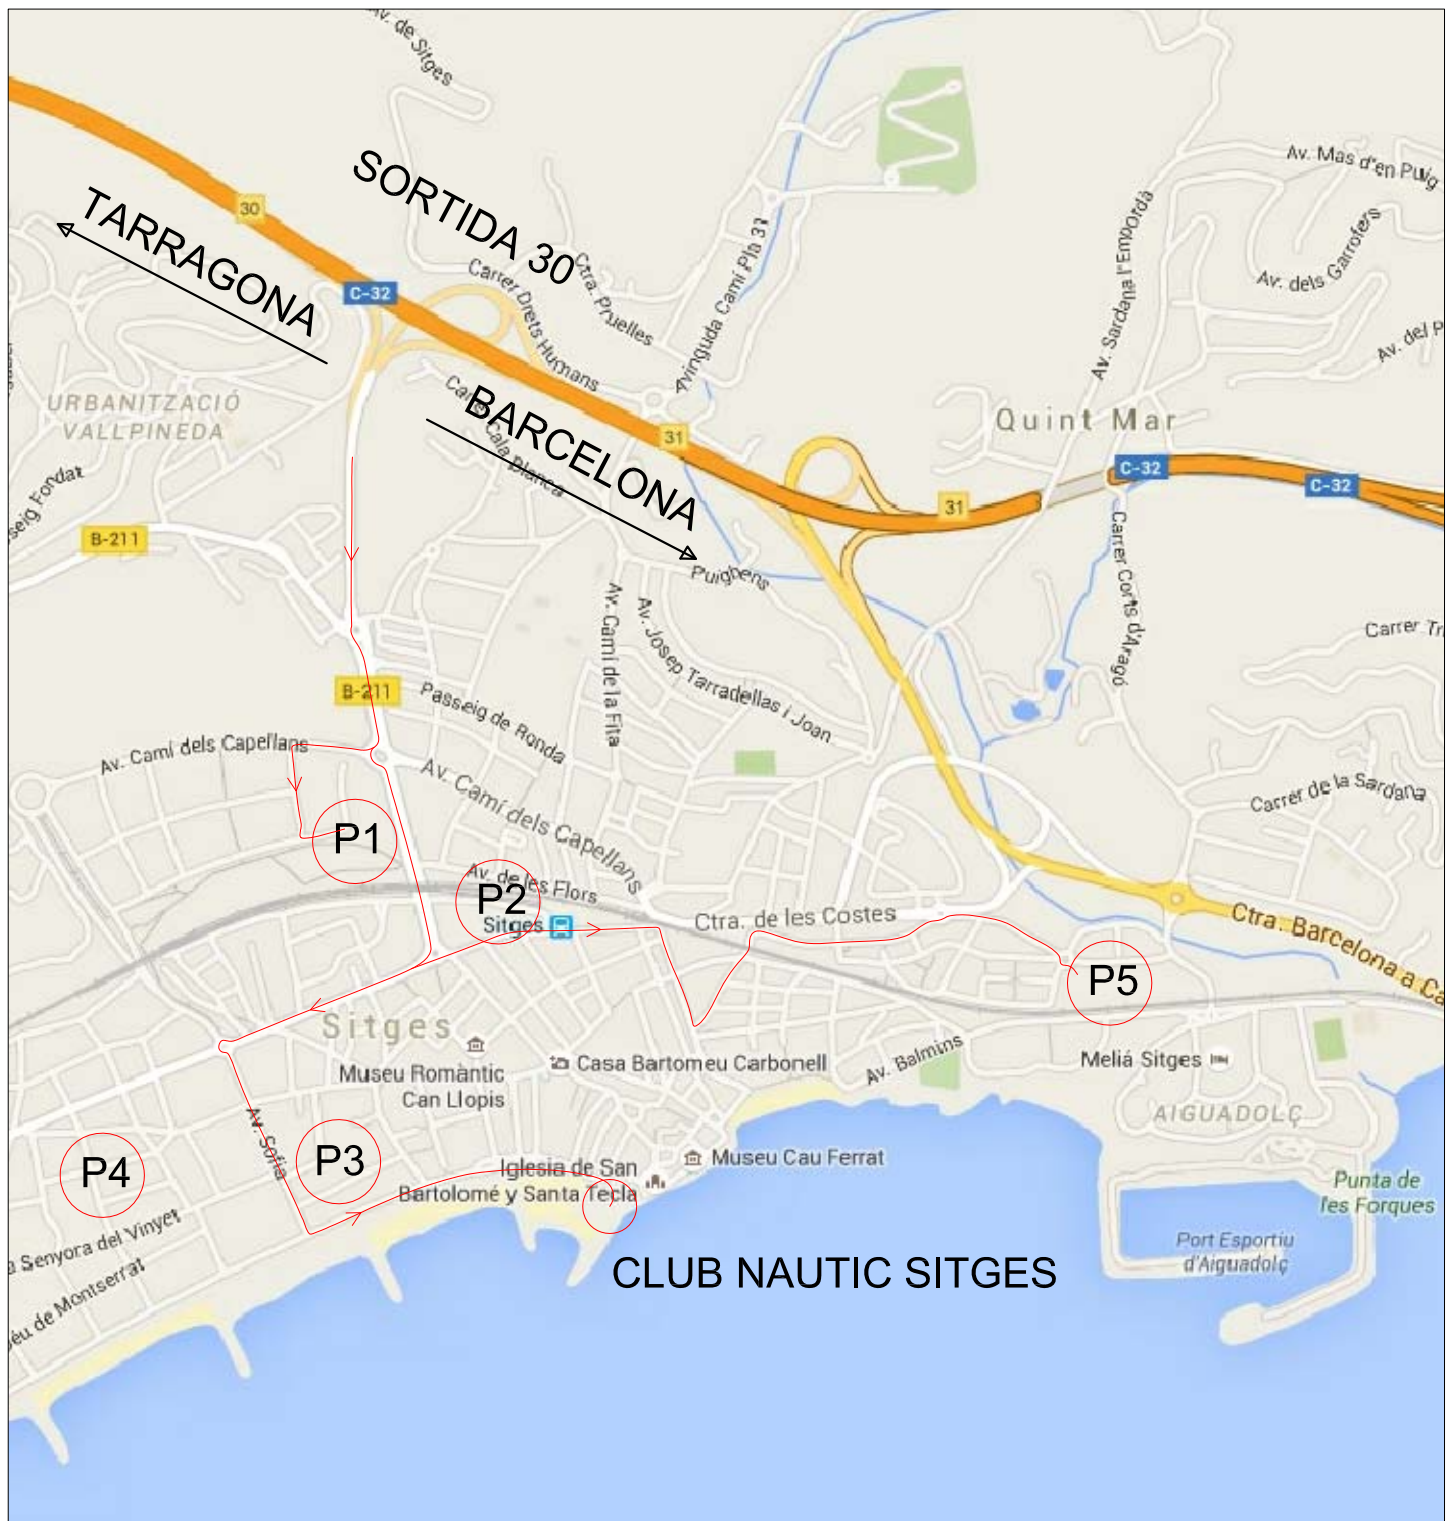 Av. de Sitges
SORTIDA 30
TARRAGONA
30
C-32
Carrer Drets Humans
Ctra. Pruelles
Avinguda Camí Pla 31
Av. Mas d'en Puig
Av. Sardana l'Empordà
Av. dels Garrofers
Av. del P
URBANITZACIÓ
VALLPINEDA
Carrer Cala Blanca
BARCELONA
31
Quint Mar
C-32
C-32
31
seig Fondat
B-211
Puigbens
Carrer Corts d'Aragó
Av. Camí de la Fita
Av. Josep Tarradellas i Joan
Carrer Tr
B-211
Passeig de Ronda
Av. Camí dels Capellans
Av. Camí dels Capellans
Carrer de la Sardana
P1
Av. de les Flors
P2
Sitges
Ctra. de les Costes
Ctra. Barcelona a Ca
P5
Sitges
Museu Romàntic
Can Llopis
Casa Bartomeu Carbonell
Av. Balmins
Meliá Sitges
AIGUADOLÇ
Av. Sofia
P3
P4
Iglesia de San
Bartolomé y Santa Tecla
Museu Cau Ferrat
Punta de
les Forques
a Senyora del Vinyet
éu de Montserrat
CLUB NAUTIC SITGES
Port Esportiu
d'Aiguadolç